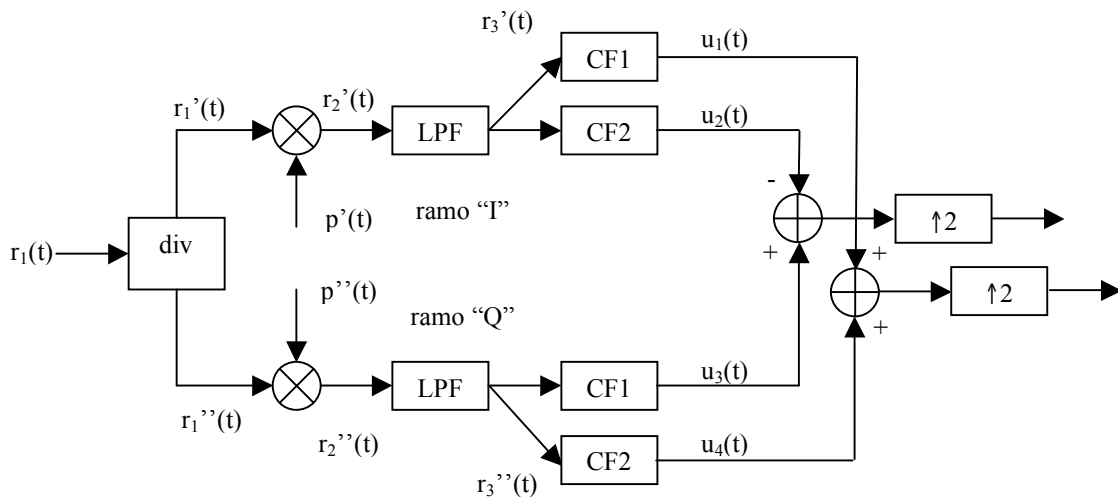 r₃'(t)
CF1
u₁(t)
r₁'(t)
r₂'(t)
LPF
CF2
u₂(t)
-
p'(t)
ramo “I”
r₁(t)
div
+
↑2
p''(t)
+
↑2
ramo “Q”
+
LPF
CF1
u₃(t)
r₁’’(t)
r₂’’(t)
CF2
u₄(t)
r₃’’(t)